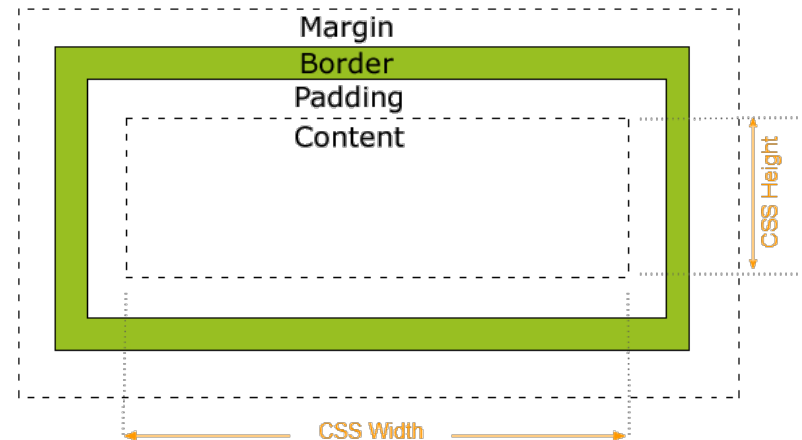 Margin
Border
Padding
Content
CSS Height
CSS Width